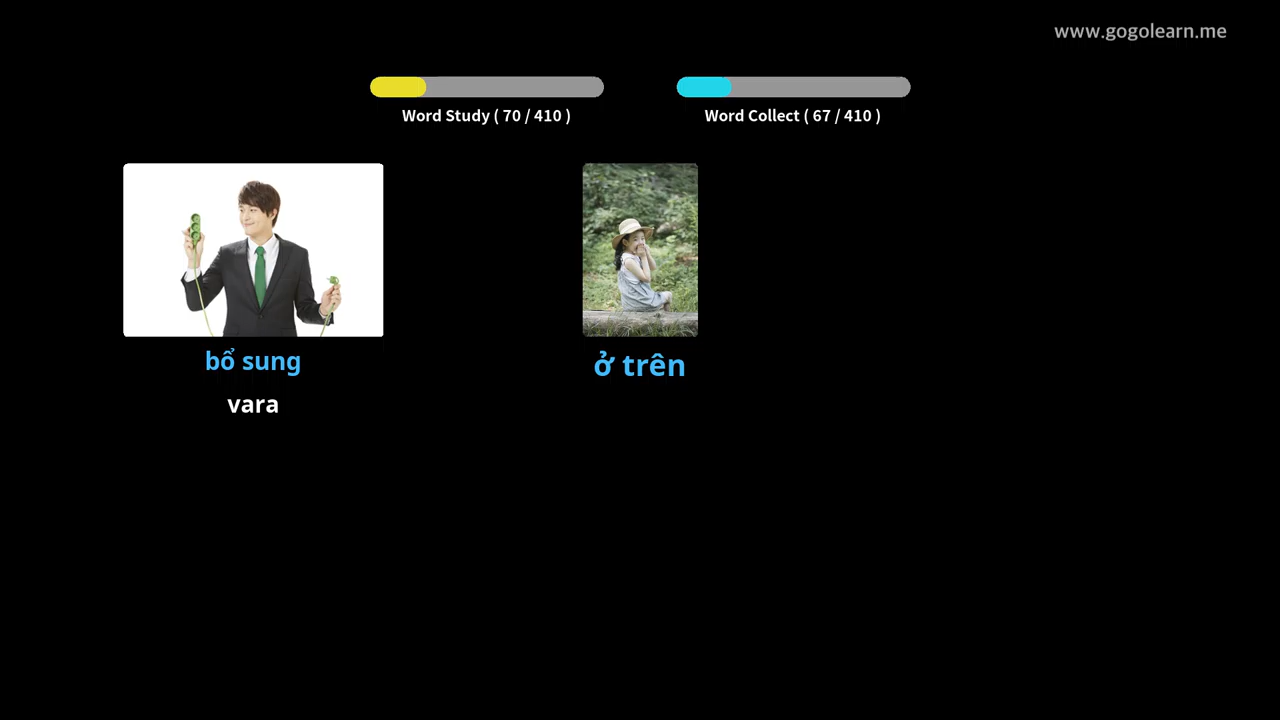 www.gogolearn.me
Word Study ( 70 / 410 )
Word Collect ( 67 / 410 )
bổ sung
vara
ở trên